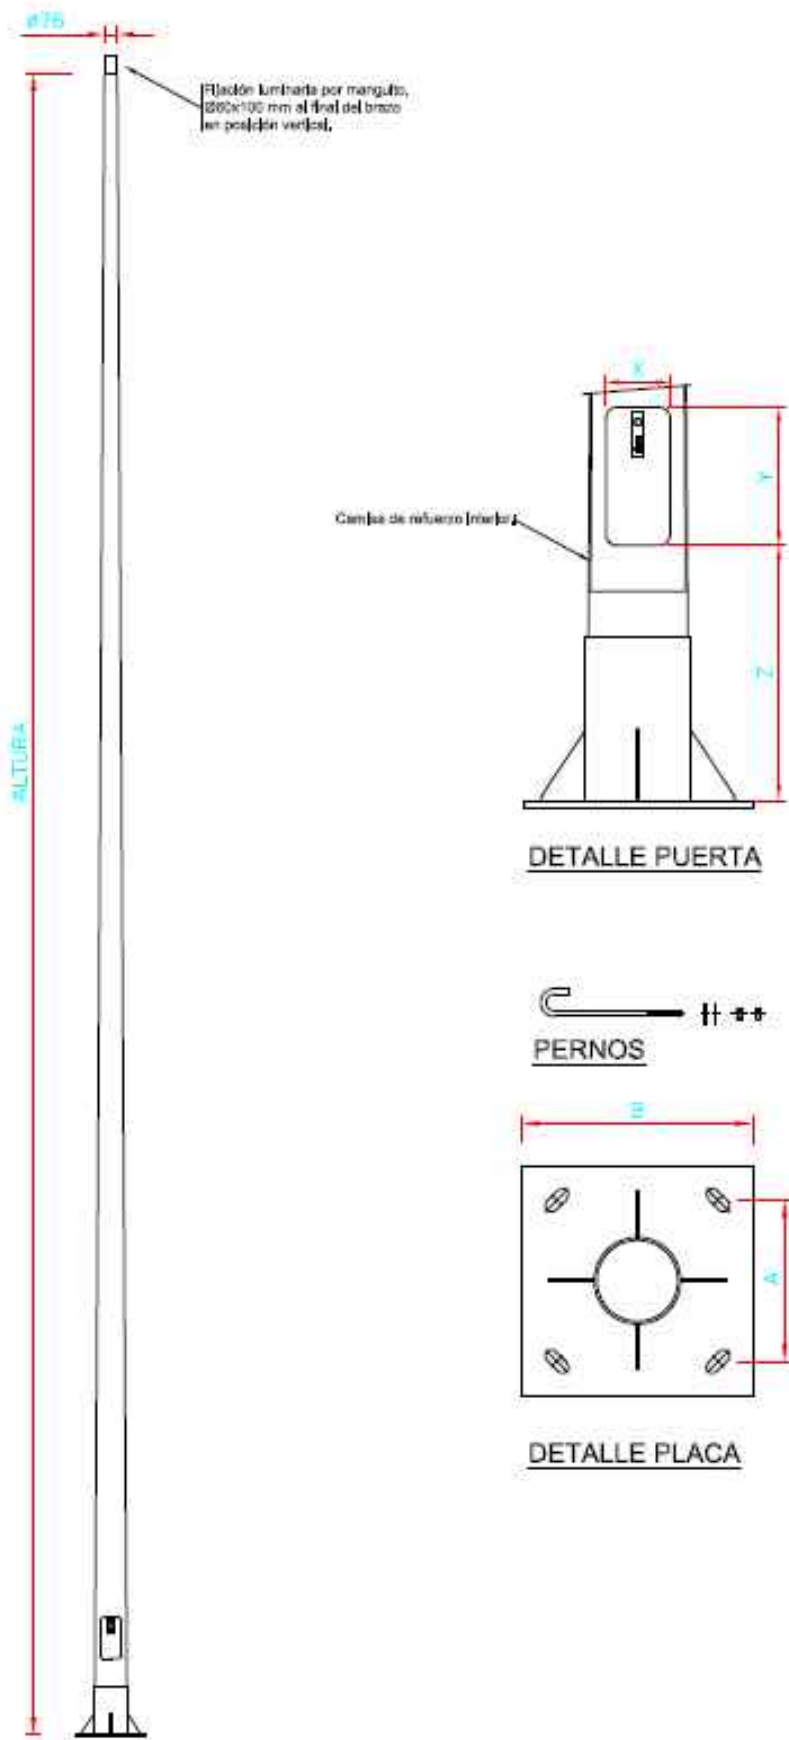 ø76
Fijación luminaria por manguito,
Ø60x100 mm al final del brazo
en posición vertical.
X
Y
Camisa de refuerzo interior
Z
ALTURA
DETALLE PUERTA
PERNOS
B
A
DETALLE PLACA